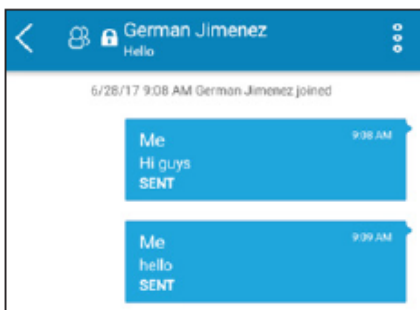 German Jimenez
Hello
6/28/17 9:08 AM German Jimenez joined
Me 9:08 AM
Hi guys
SENT
Me 9:09 AM
hello
SENT